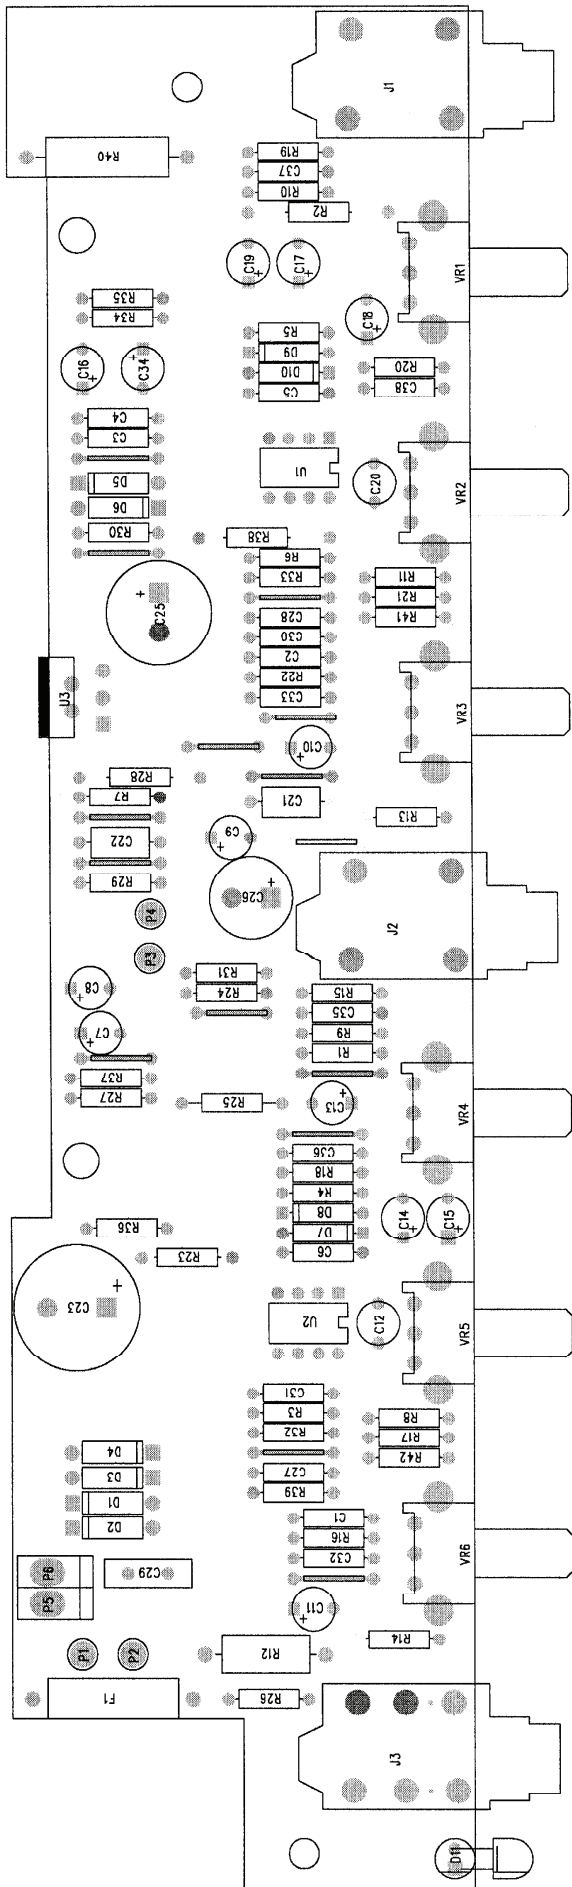 J1
R40
R19
C37
R10
R2
C19
C17
VR1
R35
R34
C18
R5
D9
D10
C5
C16
C34
R20
C38
C4
C3
U1
C20
VR2
D5
D6
R30
R38
R6
R33
R11
R21
R41
C25
C28
C30
C2
R22
C33
U3
VR3
C10
R28
R7
C21
R13
C22
C9
R29
C26
P4
J2
P3
R31
R24
C8
R15
C35
R9
R1
C7
R37
R27
R25
C13
VR4
C36
R18
R4
D8
D7
C6
C14
C15
R36
R23
C23
U2
C12
VR5
C31
R3
R32
R8
R17
R42
D4
D3
D1
D2
C27
R39
C1
R16
C32
VR6
P6
P5
C29
C11
P1
P2
R12
R14
F1
R26
J3
D11